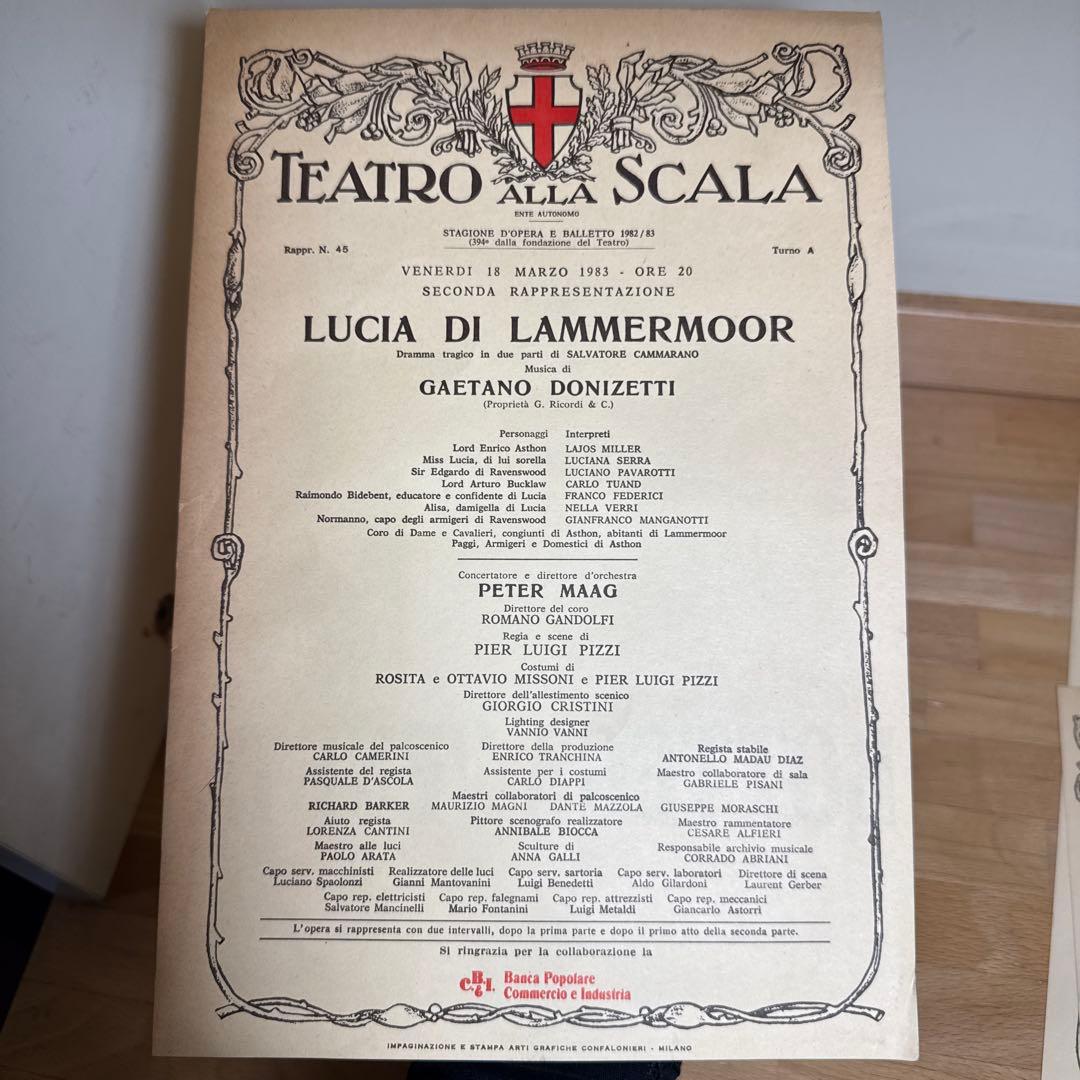 TEATRO ALLA SCALA
ENTE AUTONOMO
STAGIONE D'OPERA E BALLETTO 1982/83
(394ª dalla fondazione del Teatro)
Rappr. N. 45
Turno A
VENERDI 18 MARZO 1983 - ORE 20
SECONDA RAPPRESENTAZIONE
LUCIA DI LAMMERMOOR
Dramma tragico in due parti di SALVATORE CAMMARANO
Musica di
GAETANO DONIZETTI
(Proprietà G. Ricordi & C.)
Personaggi Interpreti
Lord Enrico Asthon LAJOS MILLER
Miss Lucia, di lui sorella LUCIANA SERRA
Sir Edgardo di Ravenswood LUCIANO PAVAROTTI
Lord Arturo Bucklaw CARLO TUAND
Raimondo Bidebent, educatore e confidente di Lucia FRANCO FEDERICI
Alisa, damigella di Lucia NELLA VERRI
Normanno, capo degli armigeri di Ravenswood GIANFRANCO MANGANOTTI
Coro di Dame e Cavalieri, congiunti di Asthon, abitanti di Lammermoor
Paggi, Armigeri e Domestici di Asthon
Concertatore e direttore d'orchestra
PETER MAAG
Direttore del coro
ROMANO GANDOLFI
Regia e scene di
PIER LUIGI PIZZI
Costumi di
ROSITA e OTTAVIO MISSONI e PIER LUIGI PIZZI
Direttore dell'allestimento scenico
GIORGIO CRISTINI
Lighting designer
VANNIO VANNI
Direttore musicale del palcoscenico Direttore della produzione Regista stabile
CARLO CAMERINI ENRICO TRANCHINA ANTONELLO MADAU DIAZ
Assistente del regista Assistente per i costumi Maestro collaboratore di sala
PASQUALE D'ASCOLA CARLO DIAPPI GABRIELE PISANI
Maestri collaboratori di palcoscenico
RICHARD BARKER MAURIZIO MAGNI DANTE MAZZOLA GIUSEPPE MORASCHI
Aiuto regista Pittore scenografo realizzatore Maestro rammentatore
LORENZA CANTINI ANNIBALE BIOCCA CESARE ALFIERI
Maestro alle luci Sculture di Responsabile archivio musicale
PAOLO ARATA ANNA GALLI CORRADO ABRIANI
Capo serv. macchinisti Realizzatore delle luci Capo serv. sartoria Capo serv. laboratori Direttore di scena
Luciano Spaolonzi Gianni Mantovanini Luigi Benedetti Aldo Gilardoni Laurent Gerber
Capo rep. elettricisti Capo rep. falegnami Capo rep. attrezzisti Capo rep. meccanici
Salvatore Mancinelli Mario Fontanini Luigi Metaldi Giancarlo Astorri
L'opera si rappresenta con due intervalli, dopo la prima parte e dopo il primo atto della seconda parte.
Si ringrazia per la collaborazione la
C.B.&I. Banca Popolare
Commercio e Industria
IMPAGINAZIONE E STAMPA ARTI GRAFICHE CONFALONIERI - MILANO